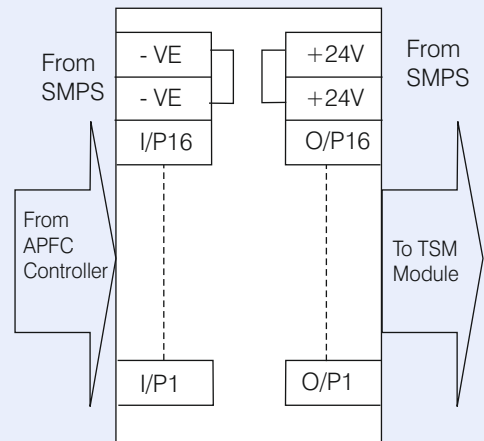 From
SMPS
- VE
- VE
I/P16
+24V
+24V
O/P16
From
SMPS
From
APFC
Controller
To TSM
Module
I/P1
O/P1